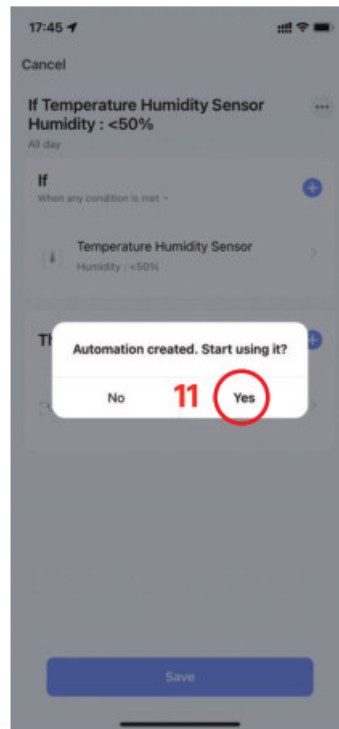 17:45
Cancel
If Temperature Humidity Sensor
Humidity : <50%
All day
If
When any condition is met
Temperature Humidity Sensor
Humidity : <50%
Automation created. Start using it?
No
11
Yes
Save